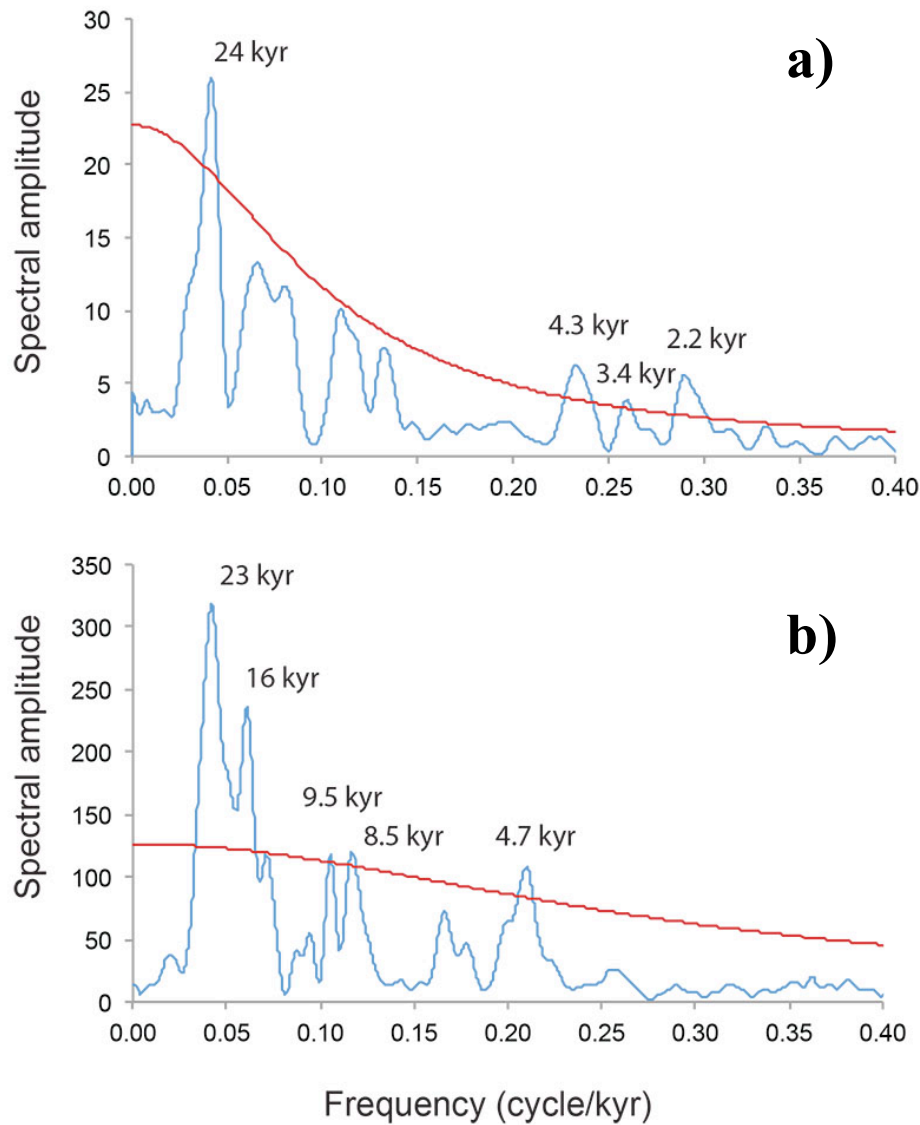 30
25
20
15
10
5
0
Spectral amplitude
a)
24 kyr
4.3 kyr
3.4 kyr
2.2 kyr
0.00 0.05 0.10 0.15 0.20 0.25 0.30 0.35 0.40
350
300
250
200
150
100
50
0
Spectral amplitude
b)
23 kyr
16 kyr
9.5 kyr
8.5 kyr
4.7 kyr
0.00 0.05 0.10 0.15 0.20 0.25 0.30 0.35 0.40
Frequency (cycle/kyr)